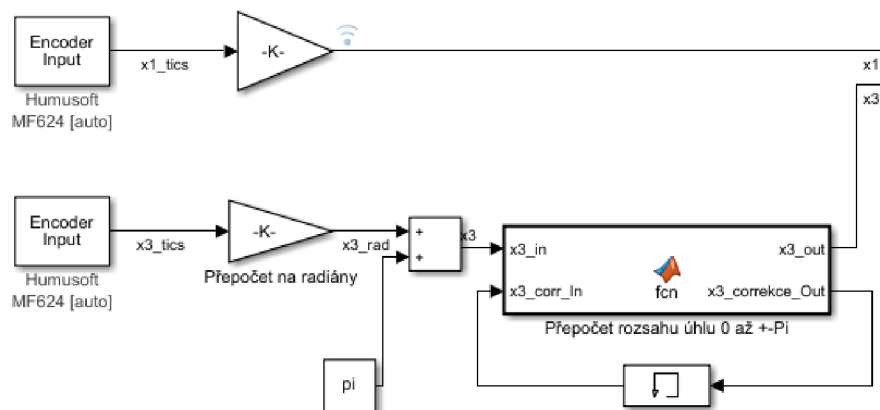 Encoder
Input
x1_tics
-K-
x1
x3
Humusoft
MF624 [auto]
Encoder
Input
x3_tics
-K-
x3_rad
+
+
x3
x3_in
x3_out
x3_corr_In
fcn
x3_correkce_Out
Přepočet na radiány
Humusoft
MF624 [auto]
Přepočet rozsahu úhlu 0 až +-Pi
pi